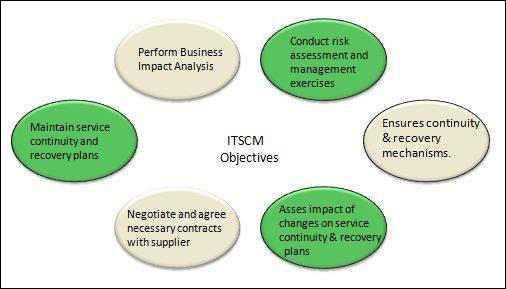 Perform Business
Impact Analysis
Conduct risk
assessment and
management
exercises
Maintain service
continuity and
recovery plans
ITSCM
Objectives
Ensures continuity
& recovery
mechanisms.
Negotiate and agree
necessary contracts
with supplier
Asses impact of
changes on service
continuity & recovery
plans